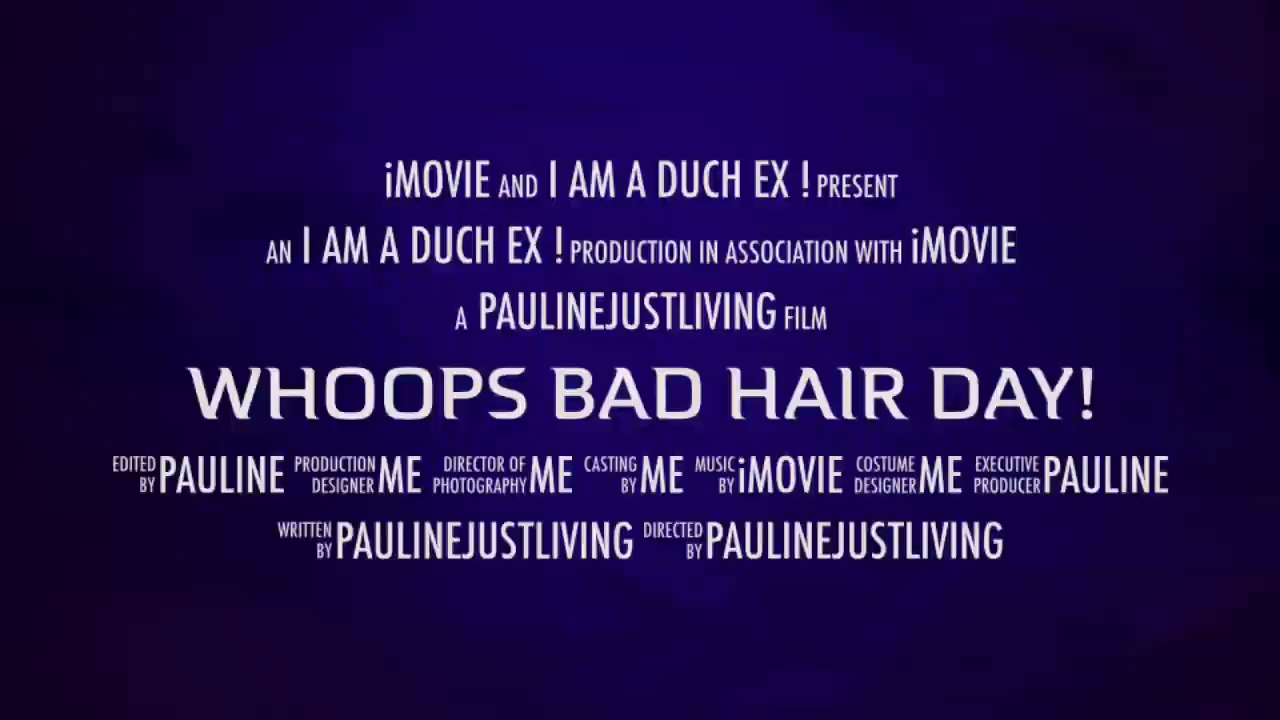 iMOVIE AND I AM A DUCH EX ! PRESENT
AN I AM A DUCH EX ! PRODUCTION IN ASSOCIATION WITH iMOVIE
A PAULINEJUSTLIVING FILM
WHOOPS BAD HAIR DAY!
EDITED BY PAULINE PRODUCTION DESIGNER ME DIRECTOR OF PHOTOGRAPHY ME CASTING BY ME MUSIC BY iMOVIE COSTUME DESIGNER ME EXECUTIVE PRODUCER PAULINE
WRITTEN BY PAULINEJUSTLIVING DIRECTED BY PAULINEJUSTLIVING